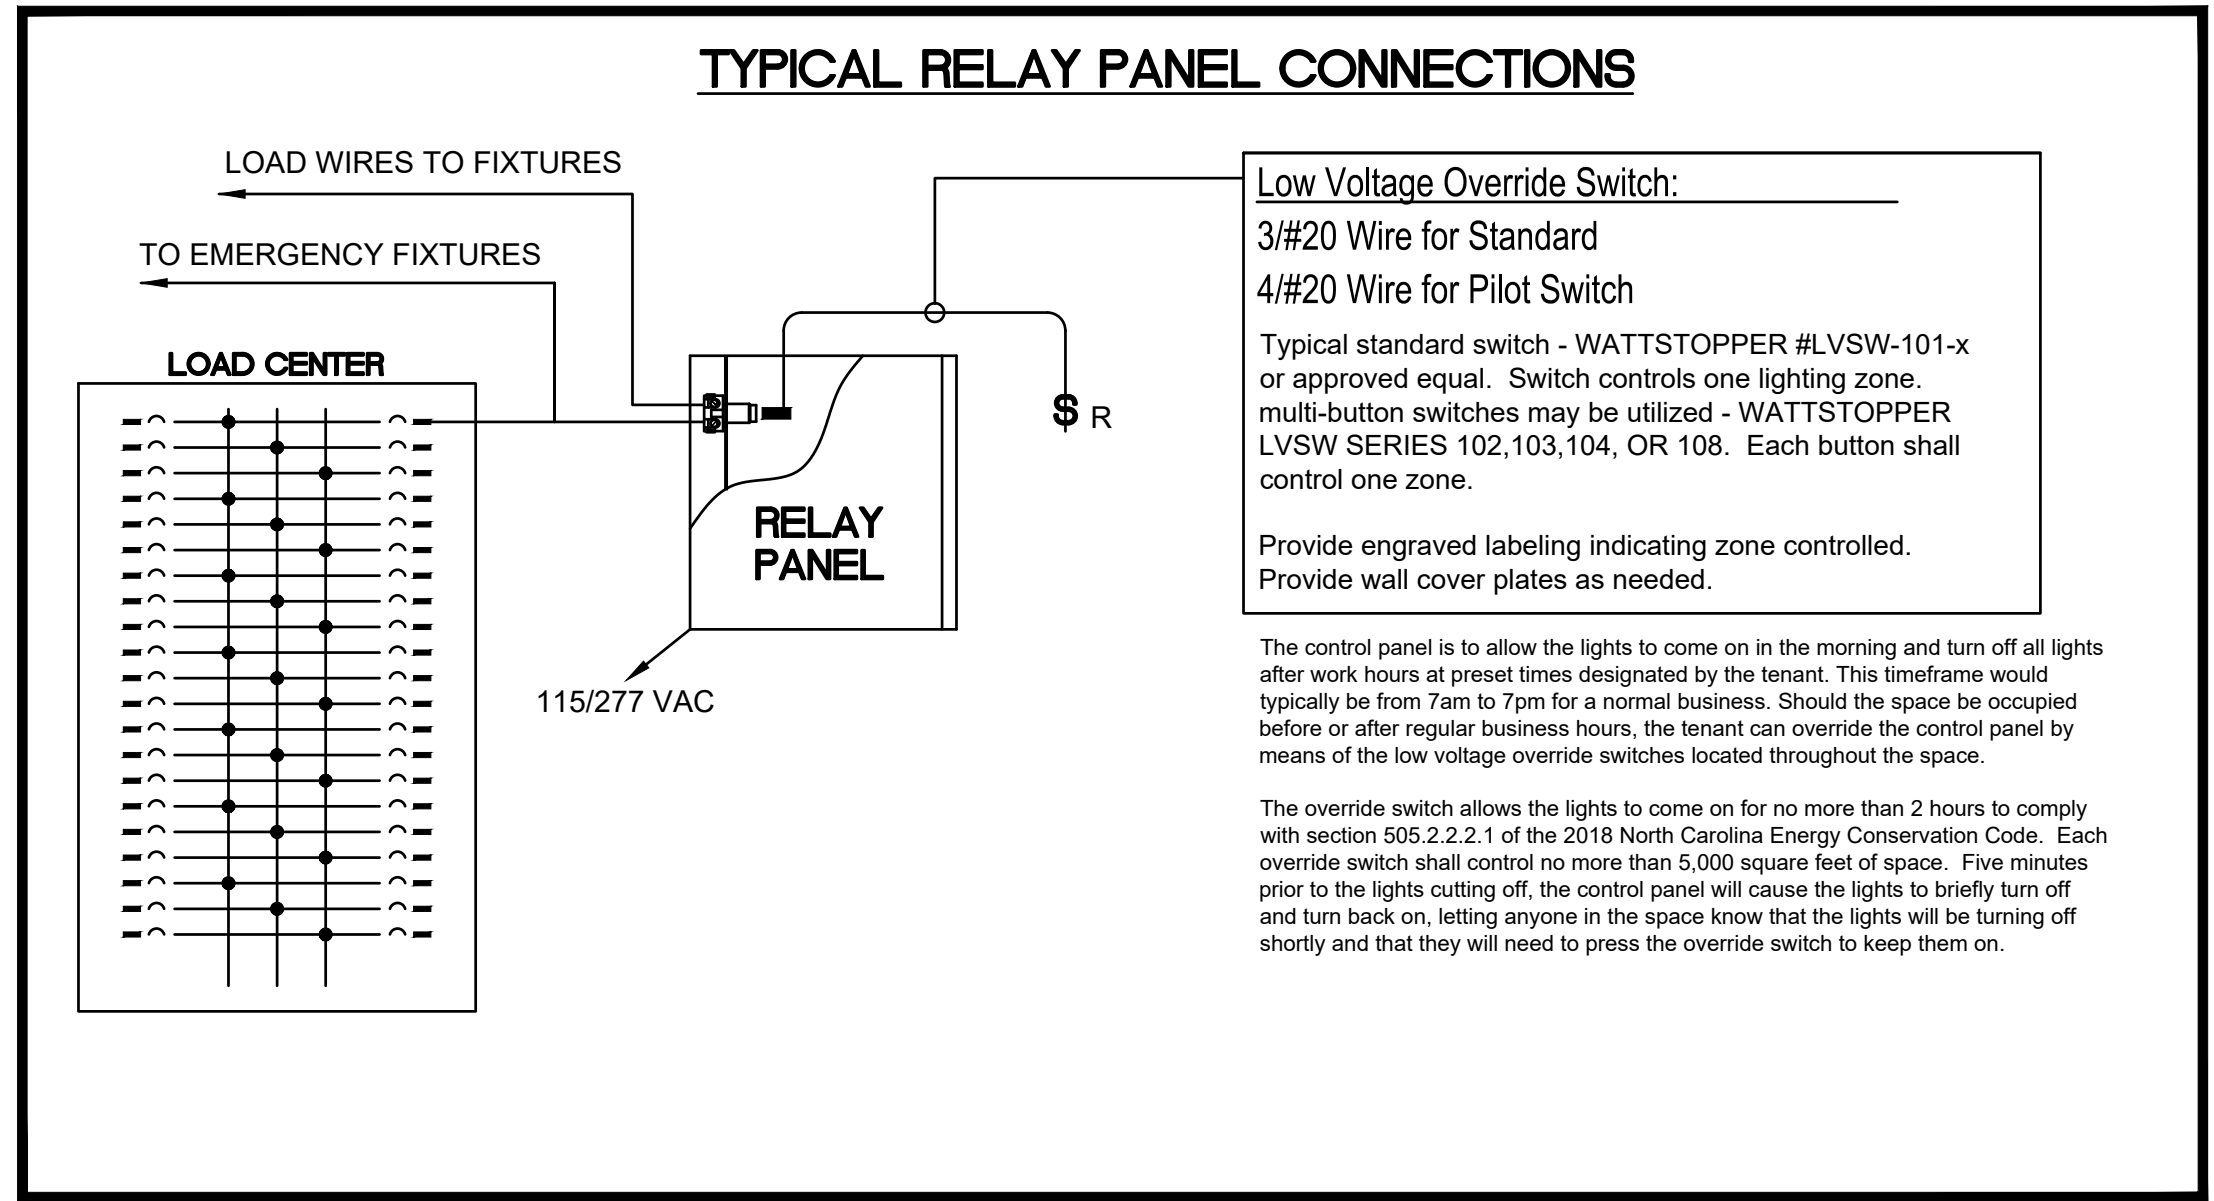 TYPICAL RELAY PANEL CONNECTIONS
LOAD WIRES TO FIXTURES
TO EMERGENCY FIXTURES
LOAD CENTER
RELAY
PANEL
115/277 VAC
$ R
Low Voltage Override Switch:
3/#20 Wire for Standard
4/#20 Wire for Pilot Switch
Typical standard switch - WATTSTOPPER #LVSW-101-x
or approved equal.  Switch controls one lighting zone.
multi-button switches may be utilized - WATTSTOPPER
LVSW SERIES 102,103,104, OR 108.  Each button shall
control one zone.
Provide engraved labeling indicating zone controlled.
Provide wall cover plates as needed.
The control panel is to allow the lights to come on in the morning and turn off all lights
after work hours at preset times designated by the tenant. This timeframe would
typically be from 7am to 7pm for a normal business. Should the space be occupied
before or after regular business hours, the tenant can override the control panel by
means of the low voltage override switches located throughout the space.
The override switch allows the lights to come on for no more than 2 hours to comply
with section 505.2.2.2.1 of the 2018 North Carolina Energy Conservation Code.  Each
override switch shall control no more than 5,000 square feet of space.  Five minutes
prior to the lights cutting off, the control panel will cause the lights to briefly turn off
and turn back on, letting anyone in the space know that the lights will be turning off
shortly and that they will need to press the override switch to keep them on.